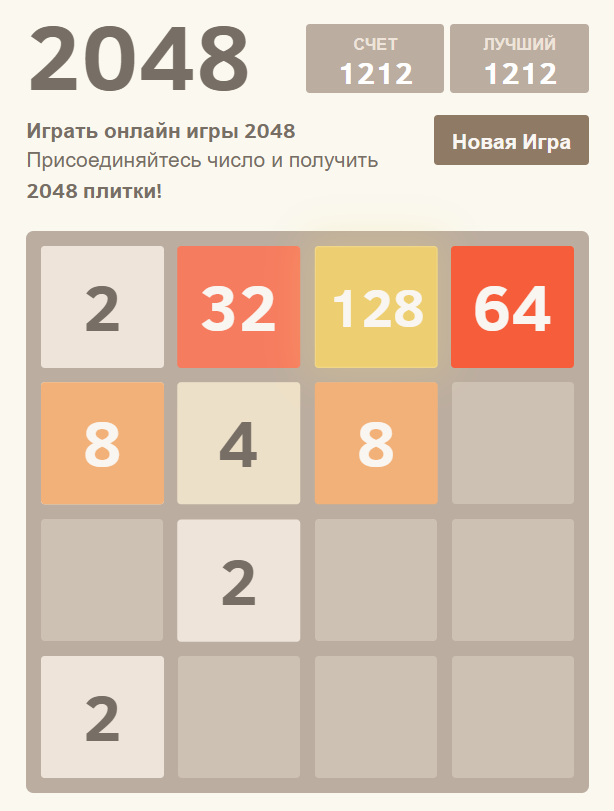 2048
СЧЕТ
1212
ЛУЧШИЙ
1212
Играть онлайн игры 2048
Присоединяйтесь число и получить
2048 плитки!
Новая Игра
2 32 128 64
8 4 8
2
2